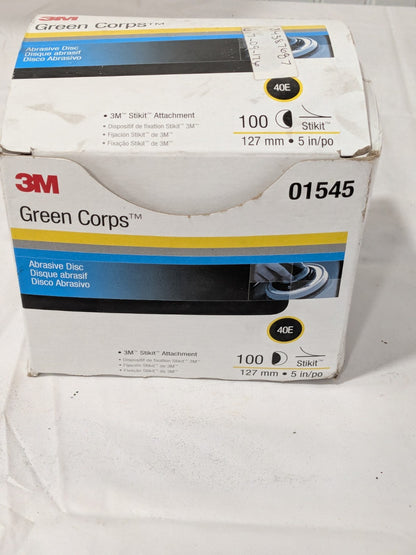 3M
Green Corps™
Abrasive Disc
Disque abrasif
Disco Abrasivo
40E
• 3M™ Stikit™ Attachment
• Dispositif de fixation Stikit™ 3M™
• Fijación Stikit™ de 3M™
• Fixação Stikit™ de 3M™
100
Stikit™
127 mm • 5 in/po
3M
01545
Green Corps™
Abrasive Disc
Disque abrasif
Disco Abrasivo
40E
• 3M™ Stikit™ Attachment
• Dispositif de fixation Stikit™ 3M™
• Fijación Stikit™ de 3M™
• Fixação Stikit™ de 3M™
100
Stikit™
127 mm • 5 in/po